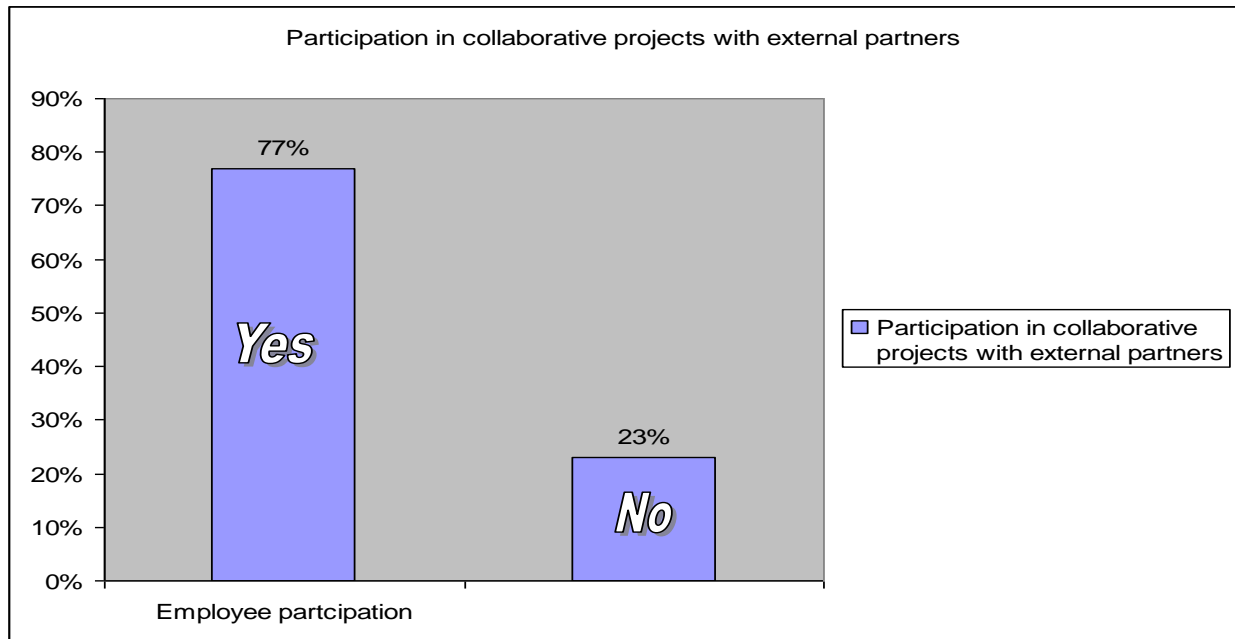 Participation in collaborative projects with external partners
90%
80%
70%
60%
50%
40%
30%
20%
10%
0%
77%
Yes
23%
No
Employee partcipation
Participation in collaborative
projects with external partners